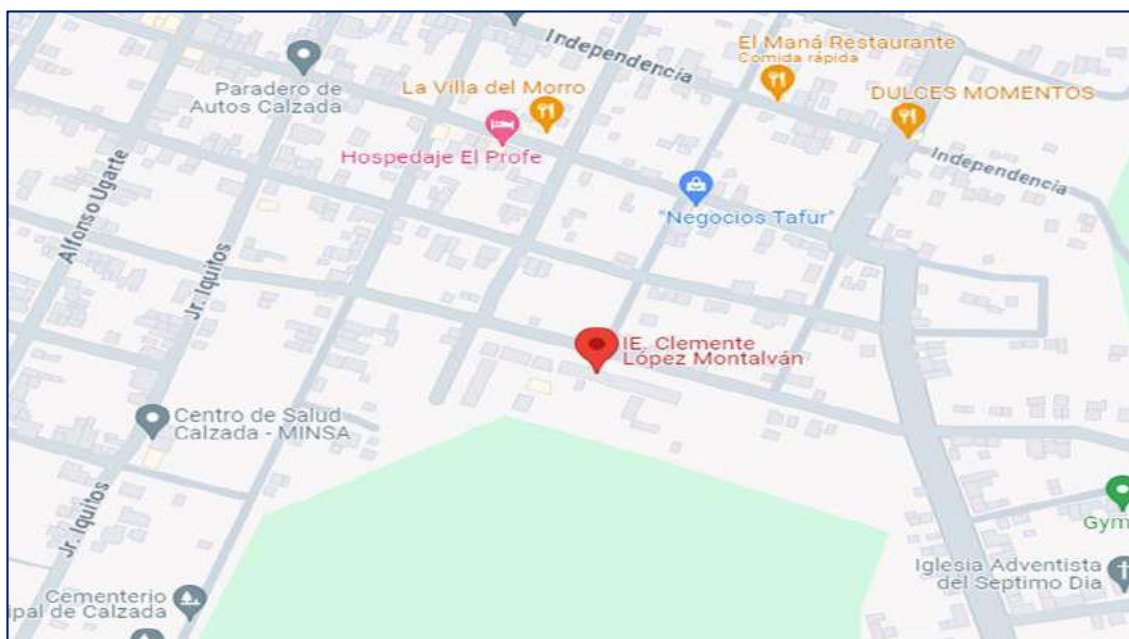 Independencia
El Maná Restaurante
Comida rápida
Paradero de
Autos Calzada
La Villa del Morro
DULCES MOMENTOS
Hospedaje El Profe
Independencia
Alfonso Ugarte
"Negocios Tafur"
Jr. Iquitos
IE. Clemente
López Montalván
Centro de Salud
Calzada - MINSA
Jr. Iquitos
Gym
Iglesia Adventista
del Septimo Dia
Cementerio
ipal de Calzada